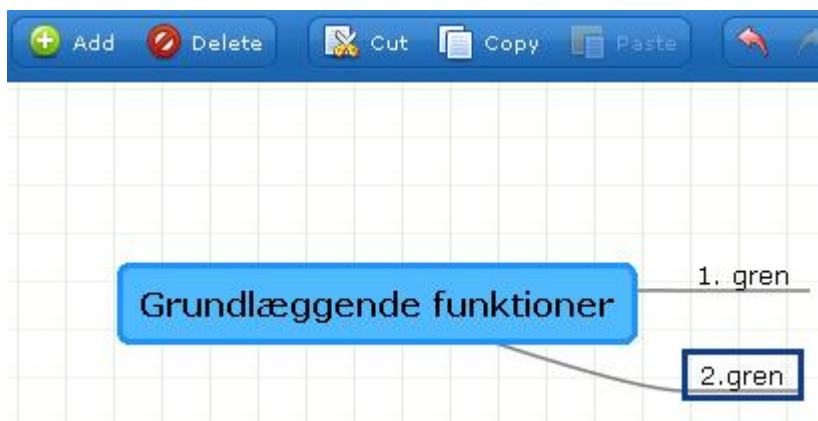 Add Delete Cut Copy Paste
1. gren
Grundlæggende funktioner
2.gren